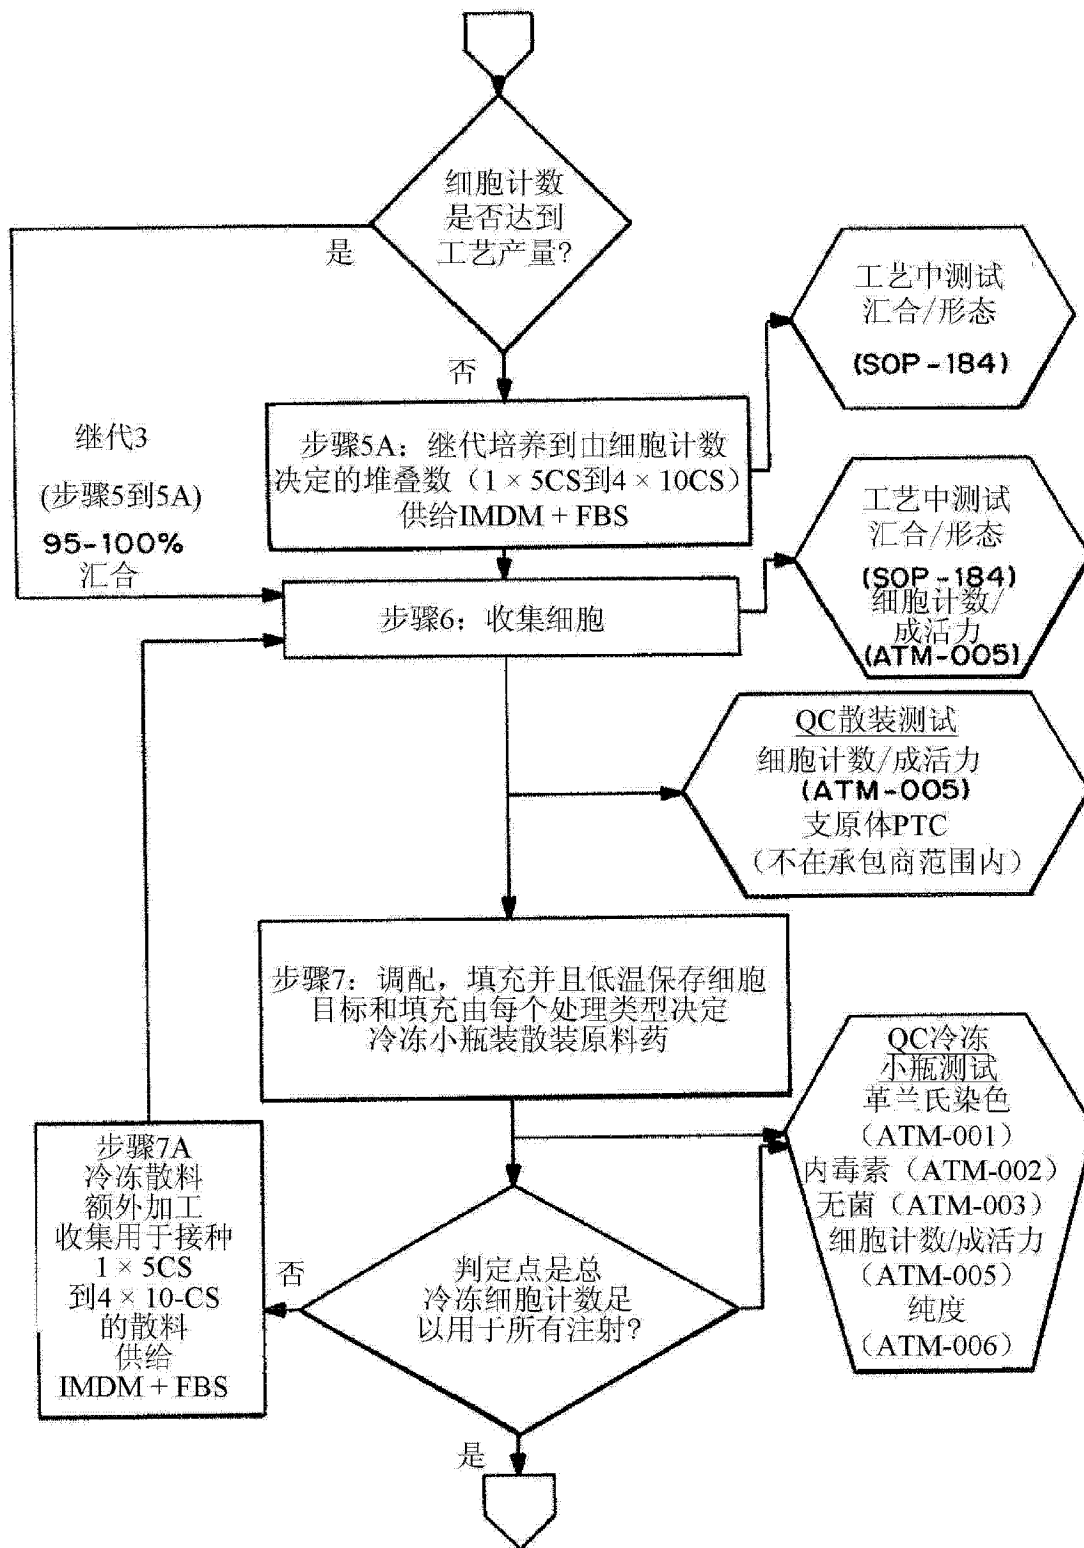 细胞计数
是否达到
工艺产量?
是
否
工艺中测试
汇合/形态
(SOP-184)
继代3
(步骤5到5A)
95-100%
汇合
步骤5A：继代培养到由细胞计数
决定的堆叠数（1 × 5CS到4 × 10CS）
供给IMDM + FBS
工艺中测试
汇合/形态
(SOP-184)
细胞计数/
成活力
(ATM-005)
步骤6：收集细胞
QC散装测试
细胞计数/成活力
(ATM-005)
支原体PTC
（不在承包商范围内）
步骤7：调配，填充并且低温保存细胞
目标和填充由每个处理类型决定
冷冻小瓶装散装原料药
QC冷冻
小瓶测试
革兰氏染色
（ATM-001）
内毒素（ATM-002）
无菌（ATM-003）
细胞计数/成活力
（ATM-005）
纯度
（ATM-006）
步骤7A
冷冻散料
额外加工
收集用于接种
1 × 5CS
到4 × 10-CS
的散料
供给
IMDM + FBS
否
判定点是总
冷冻细胞计数足
以用于所有注射?
是